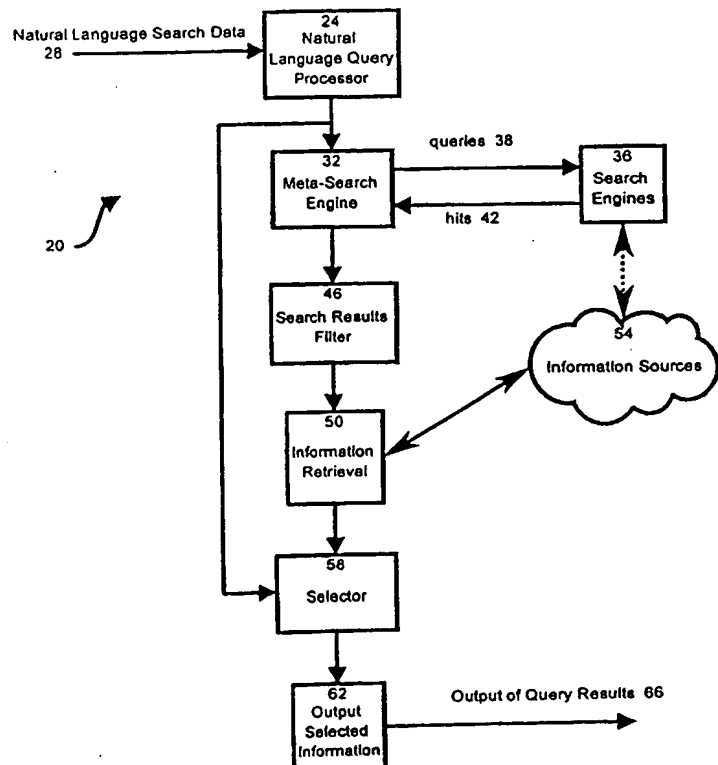 Natural Language Search Data
28
24
Natural
Language Query
Processor
queries 38
32
Meta-Search
Engine
36
Search
Engines
hits 42
20
46
Search Results
Filter
54
Information Sources
50
Information
Retrieval
58
Selector
62
Output
Selected
Information
Output of Query Results 66